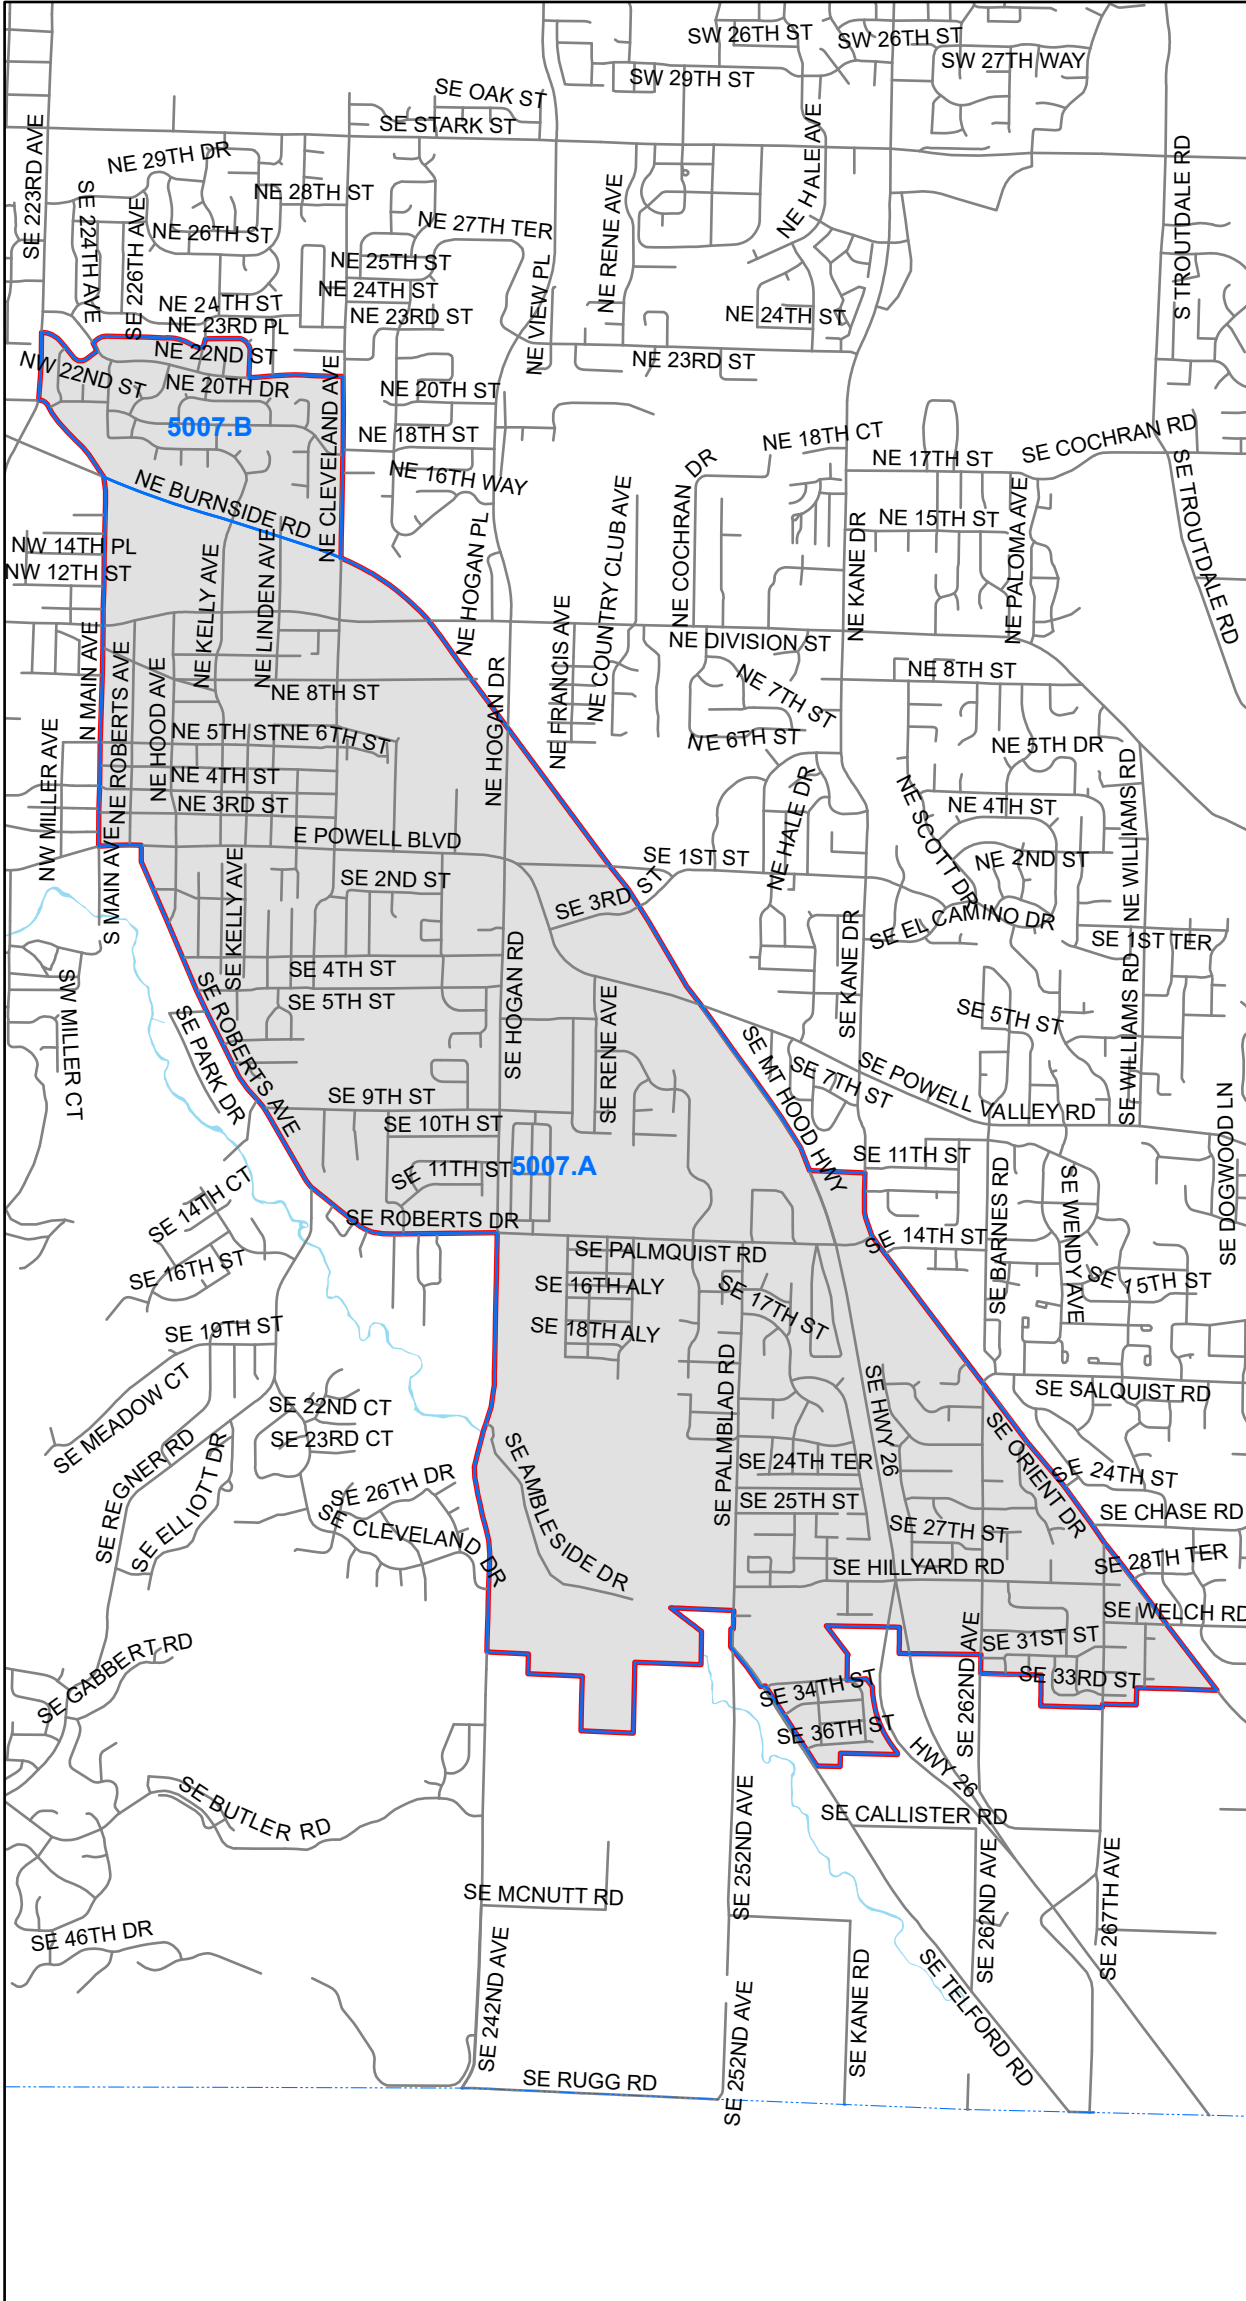 SW 26TH ST
SW 26TH ST
SW 27TH WAY
SW 29TH ST
SE OAK ST
SE STARK ST
SE 223RD AVE
NE 29TH DR
NE HALE AVE
S TROUTDALE RD
SE 224TH AVE
SE 226TH AVE
NE 28TH ST
NE 26TH ST
NE 27TH TER
NE RENE AVE
NE 25TH ST
NE 24TH ST
NE 24TH ST
NE 23RD PL
NE 23RD ST
NE VIEW PL
NE 24TH ST
NE 22ND ST
NE 23RD ST
NW 22ND ST
NE 20TH DR
NE CLEVELAND AVE
NE 20TH ST
5007.B
NE 18TH ST
NE 18TH CT
NE 17TH ST
SE COCHRAN RD
NE 16TH WAY
NE BURNSIDE RD
NE COCHRAN DR
SE TROUTDALE RD
NE COUNTRY CLUB AVE
NE 15TH ST
NE PALOMA AVE
NW 14TH PL
NW 12TH ST
NE KELLY AVE
NE LINDEN AVE
NE HOGAN PL
NE KANE DR
N MAIN AVE
NE ROBERTS AVE
NE HOOD AVE
NE FRANCIS AVE
NE DIVISION ST
NE 8TH ST
NE 8TH ST
NE 7TH ST
NE HOGAN DR
NW MILLER AVE
NE 5TH ST
NE 6TH ST
NE 6TH ST
NE 5TH DR
NE 4TH ST
NE HALE DR
NE SCOTT DR
NE WILLIAMS RD
NE 3RD ST
NE 4TH ST
E POWELL BLVD
SE 1ST ST
NE 2ND ST
S MAIN AVE
SE KELLY AVE
SE 2ND ST
SE 3RD ST
SE EL CAMINO DR
SE 1ST TER
SE HOGAN RD
SE KANE DR
SE 4TH ST
SE 5TH ST
SW MILLER CT
SE ROBERTS AVE
SE PARK DR
SE RENE AVE
SE 5TH ST
SE WILLIAMS RD
SE MT HOOD HWY
SE 7TH ST
SE POWELL VALLEY RD
SE 9TH ST
SE 10TH ST
SE 11TH ST
5007.A
SE 11TH ST
SE BARNES RD
SE WENDY AVE
SE DOGWOOD LN
SE 14TH CT
SE ROBERTS DR
SE PALMQUIST RD
SE 14TH ST
SE 16TH ST
SE 16TH ALY
SE 17TH ST
SE 15TH ST
SE 18TH ALY
SE 19TH ST
SE MEADOW CT
SE PALMBLAD RD
SE HWY 26
SE SALQUIST RD
SE 22ND CT
SE 23RD CT
SE REGNER RD
SE ELLIOTT DR
SE AMBLESIDE DR
SE 24TH TER
SE ORIENT DR
SE 24TH ST
SE 26TH DR
SE 25TH ST
SE CHASE RD
SE CLEVELAND DR
SE 27TH ST
SE HILLYARD RD
SE 28TH TER
SE WELCH RD
SE GABBERT RD
SE 262ND AVE
SE 31ST ST
SE 33RD ST
SE 34TH ST
SE 36TH ST
HWY 26
SE BUTLER RD
SE 252ND AVE
SE CALLISTER RD
SE MCNUTT RD
SE 262ND AVE
SE 267TH AVE
SE 46TH DR
SE 242ND AVE
SE KANE RD
SE TELFORD RD
SE 252ND AVE
SE RUGG RD